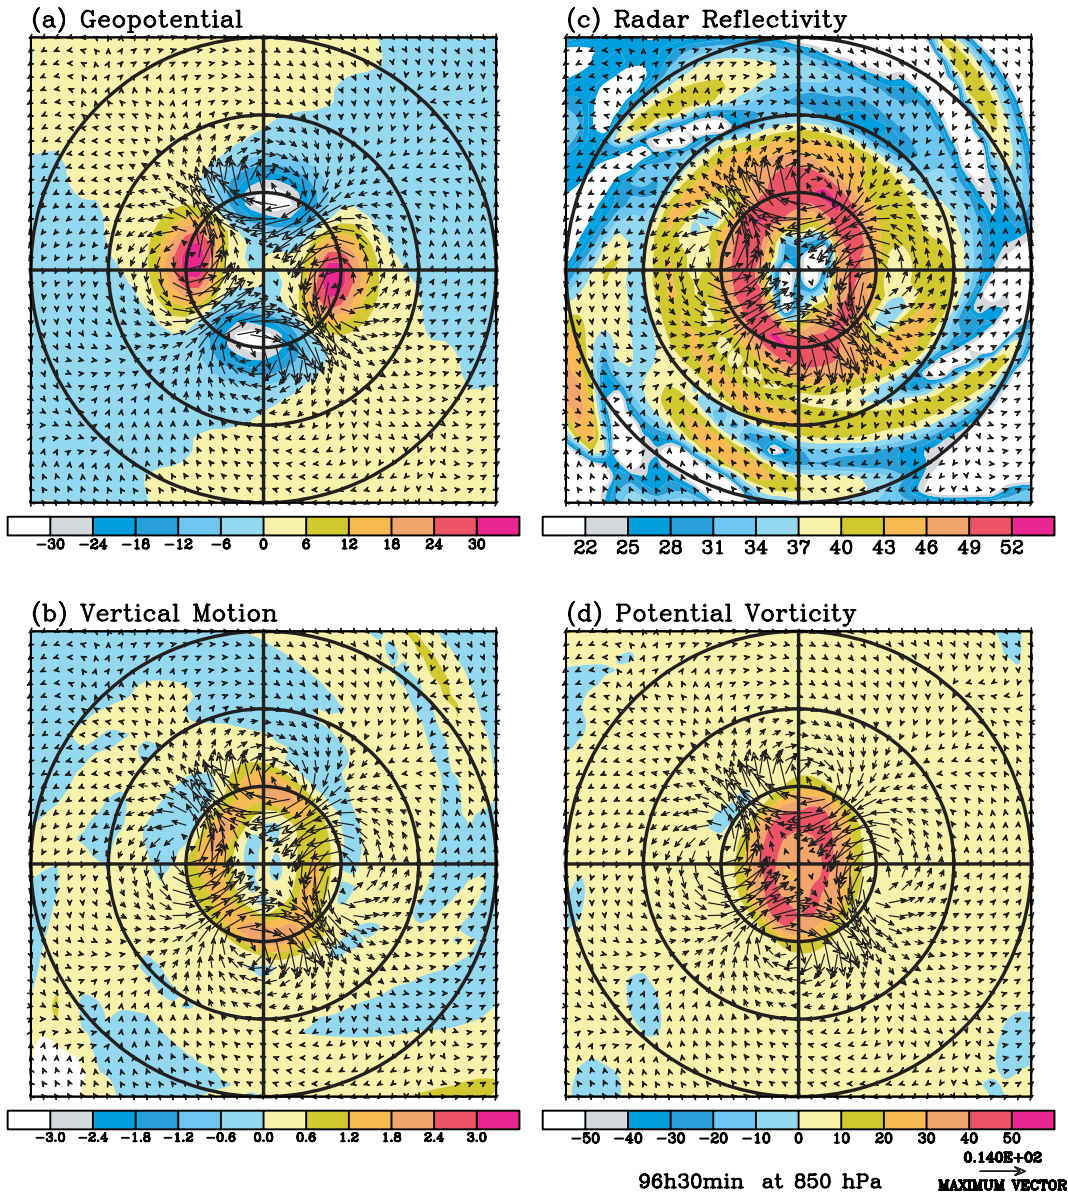 (a) Geopotential
−30 −24 −18 −12 −6 0 6 12 18 24 30
(c) Radar Reflectivity
22 25 28 31 34 37 40 43 46 49 52
(b) Vertical Motion
−3.0 −2.4 −1.8 −1.2 −0.6 0.0 0.6 1.2 1.8 2.4 3.0
(d) Potential Vorticity
−50 −40 −30 −20 −10 0 10 20 30 40 50
0.140E+02
MAXIMUM VECTOR
96h30min at 850 hPa